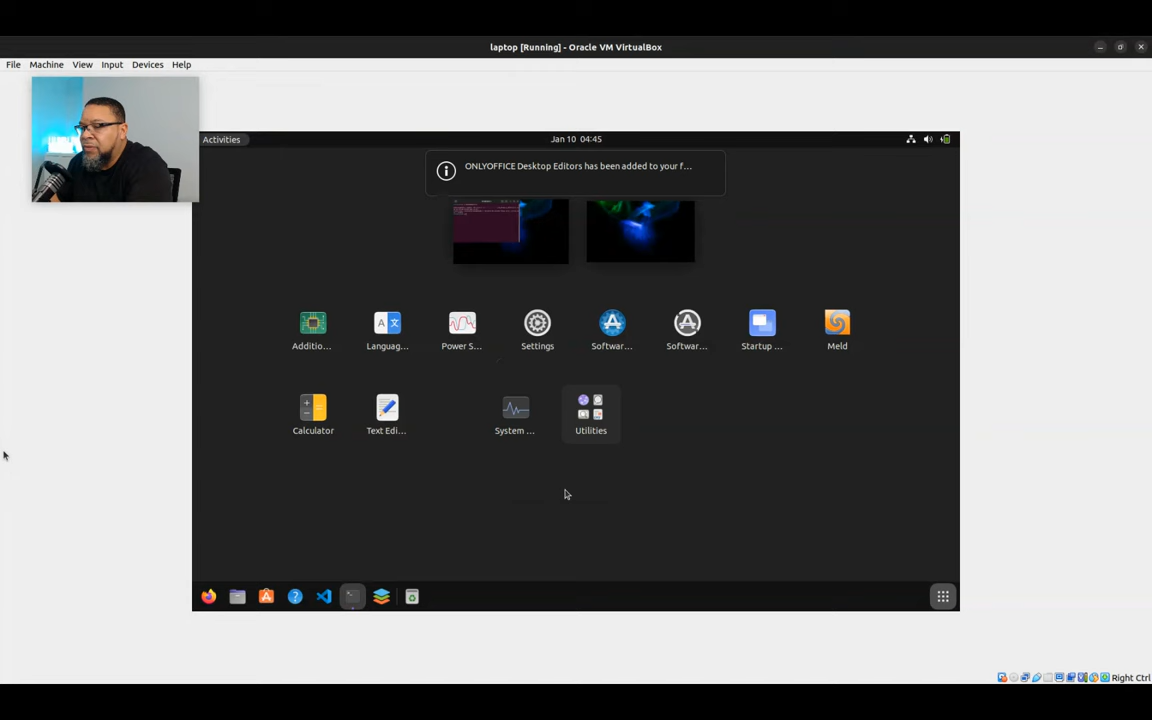 laptop [Running] - Oracle VM VirtualBox
File Machine View Input Devices Help
Activities
Jan 10 04:45
ONLYOFFICE Desktop Editors has been added to your f...
Additio... Languag... Power S... Settings Softwar... Softwar... Startup ... Meld
Calculator Text Edi... System ... Utilities
Right Ctrl